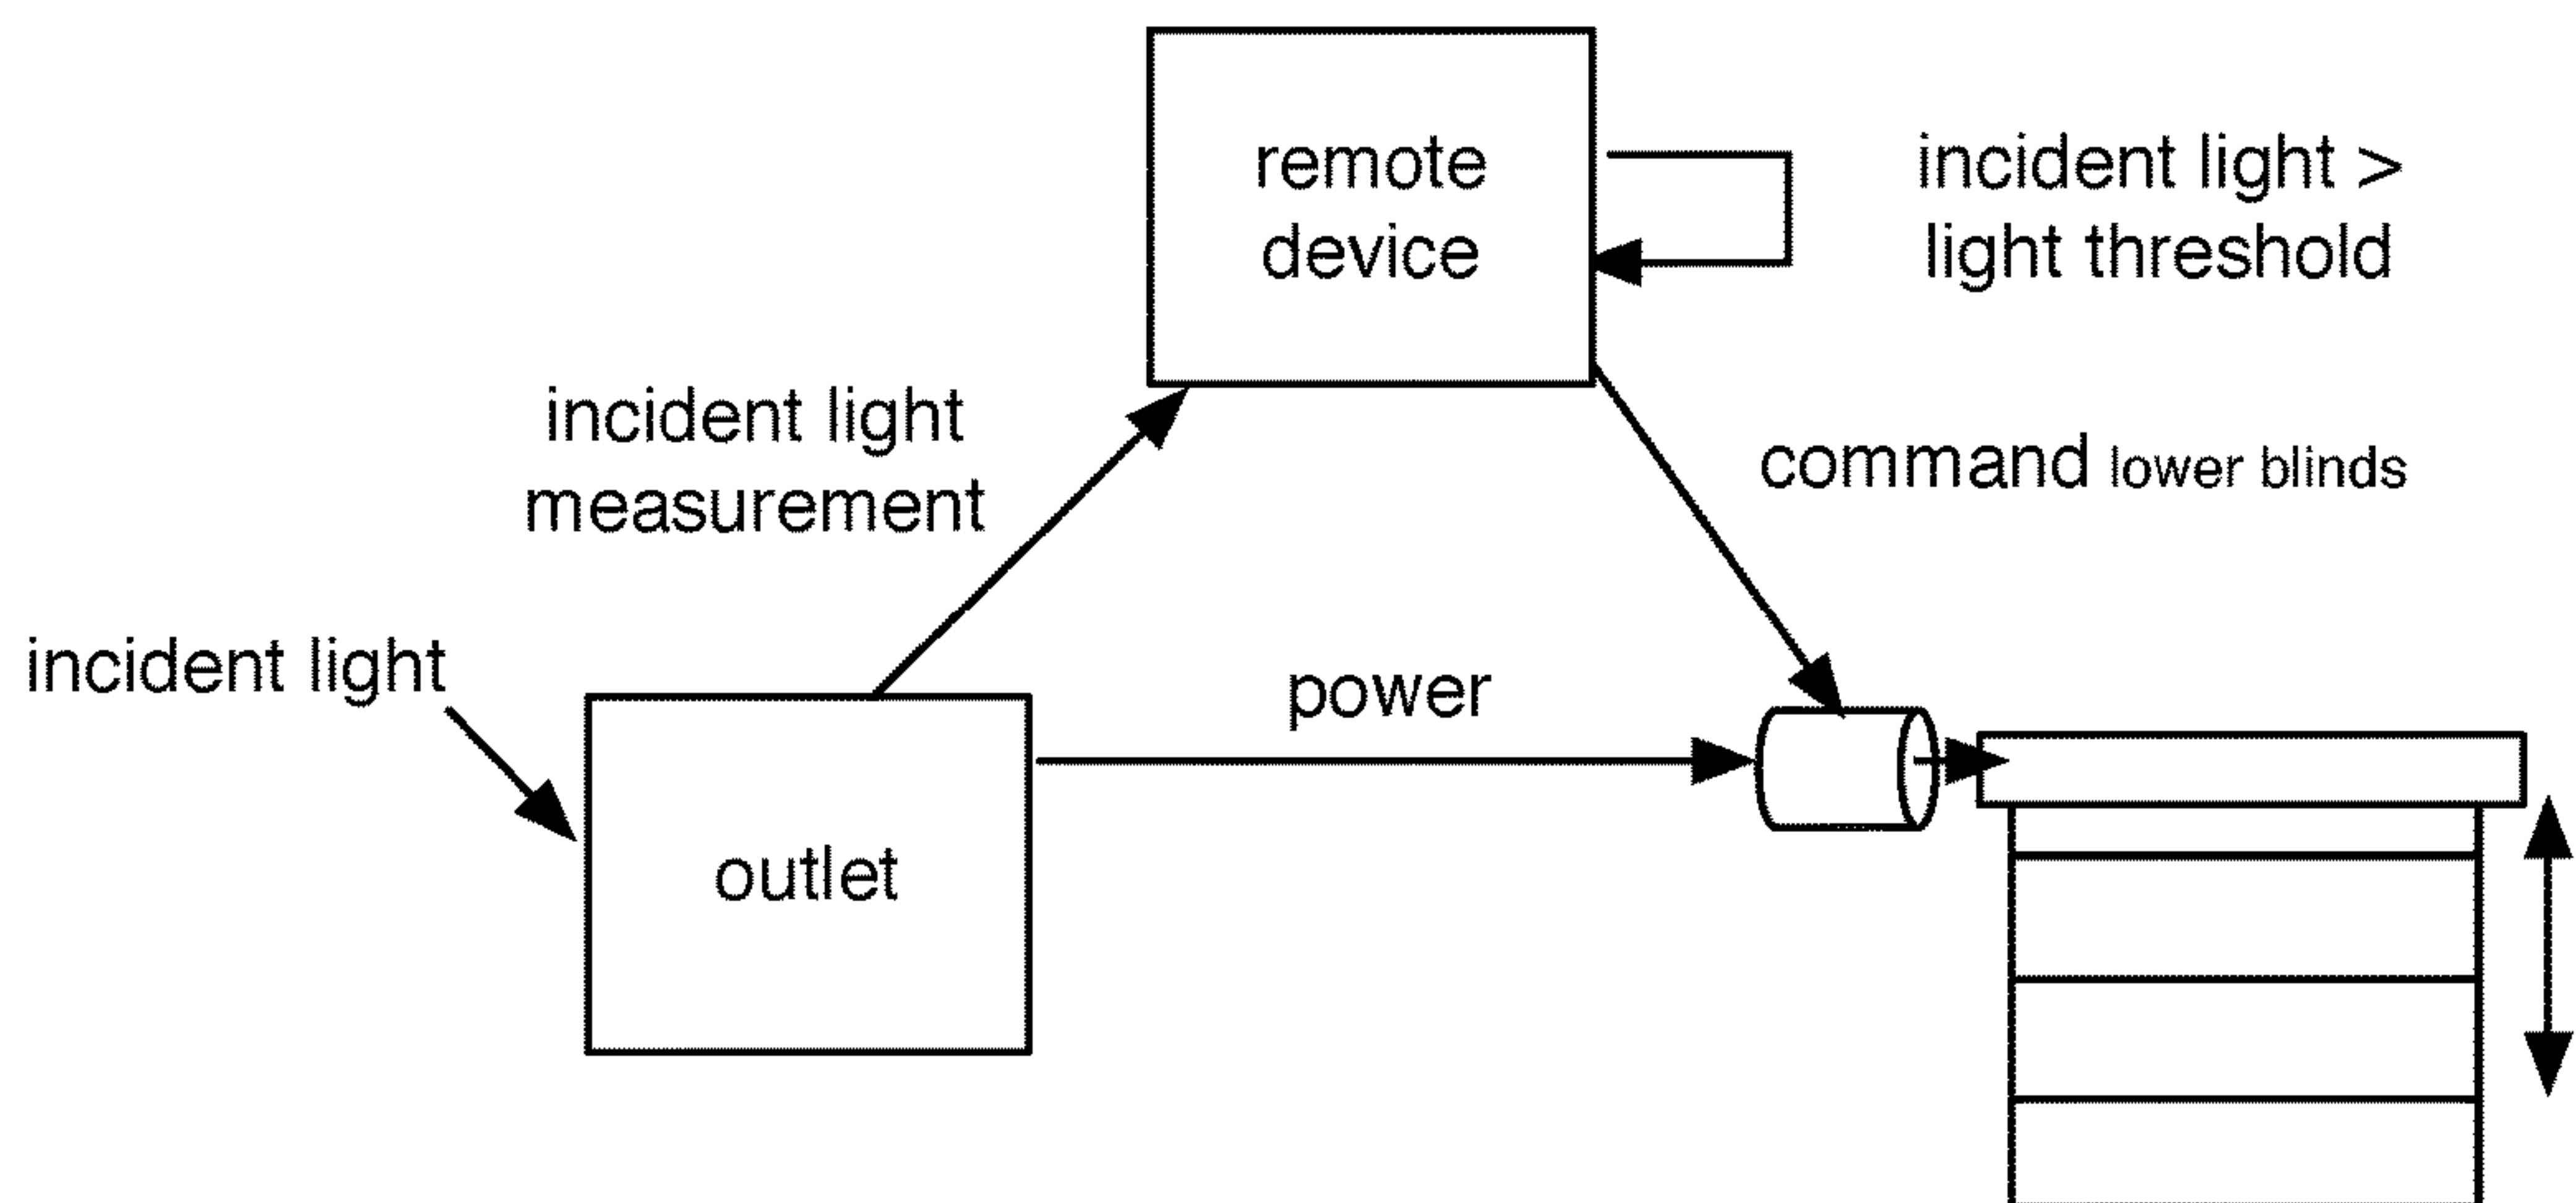 remote
device
incident light >
light threshold
incident light
measurement
command lower blinds
incident light
power
outlet